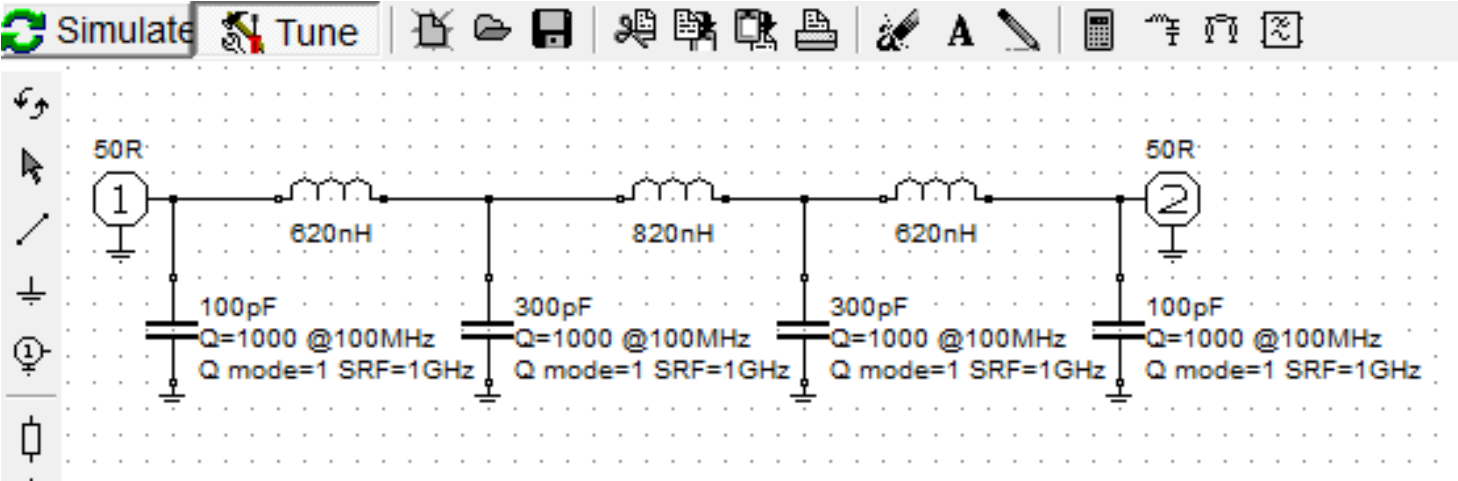 Simulate Tune A
50R 50R
1 2
620nH 820nH 620nH
100pF 300pF 300pF 100pF
Q=1000 @100MHz Q=1000 @100MHz Q=1000 @100MHz Q=1000 @100MHz
Q mode=1 SRF=1GHz Q mode=1 SRF=1GHz Q mode=1 SRF=1GHz Q mode=1 SRF=1GHz
1